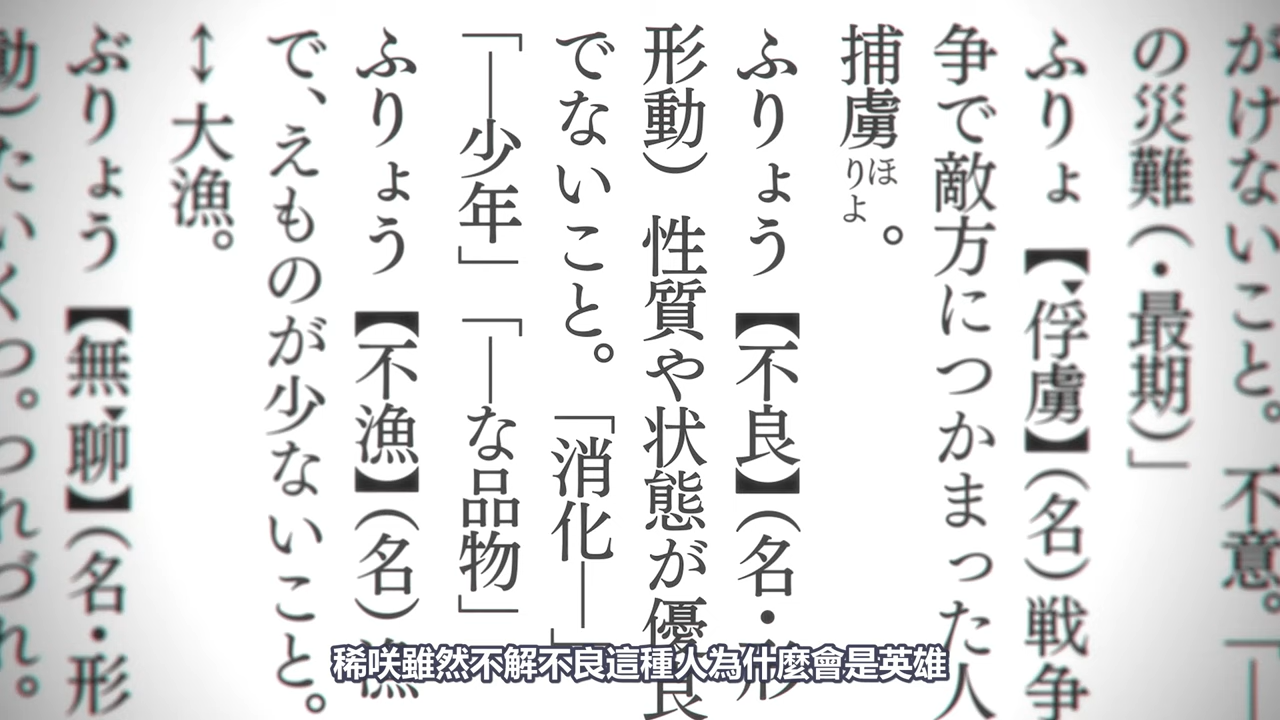 がけないこと。不意。「―
の災難(・最期)」
ふりょ【▼俘虜】(名)戦争
争で敵方につかまった人
捕虜ほりよ。
ふりょう【不良】(名・形
形動) 性質や状態が優良
でないこと。「消化―」
「―少年」「―な品物」
ふりょう【不漁】(名)漁
で、えものが少ないこと。
↕大漁。
ぶりょう【無▼聊】(名・形
動)たいくつ。つれづれ。
稀咲雖然不解不良這種人為什麼會是英雄